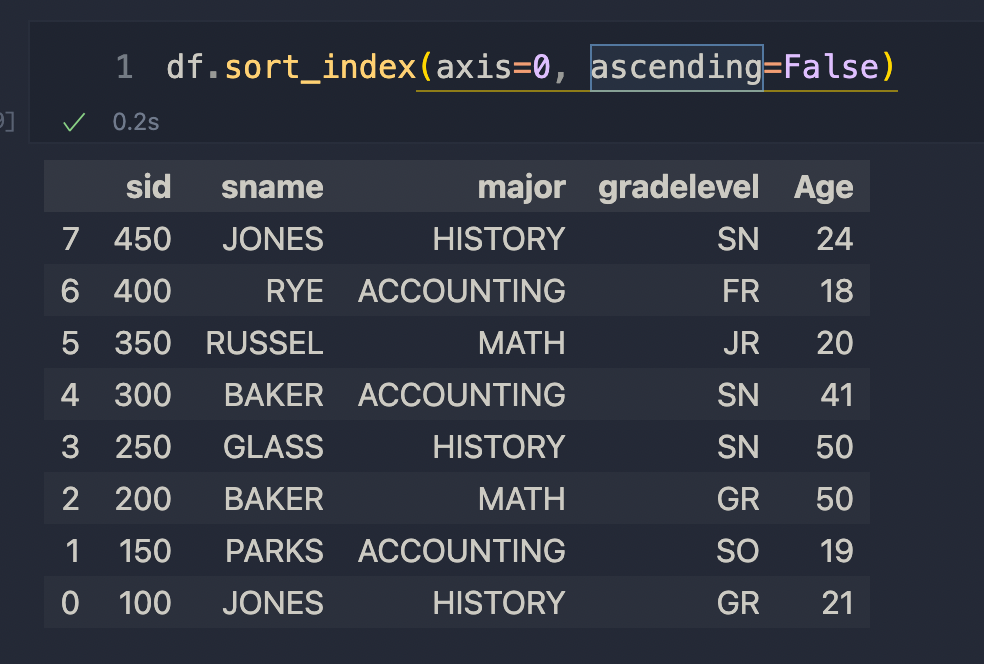 1 df.sort_index(axis=0, ascending=False)
] 0.2s
sid sname major gradelevel Age
7 450 JONES HISTORY SN 24
6 400 RYE ACCOUNTING FR 18
5 350 RUSSEL MATH JR 20
4 300 BAKER ACCOUNTING SN 41
3 250 GLASS HISTORY SN 50
2 200 BAKER MATH GR 50
1 150 PARKS ACCOUNTING SO 19
0 100 JONES HISTORY GR 21